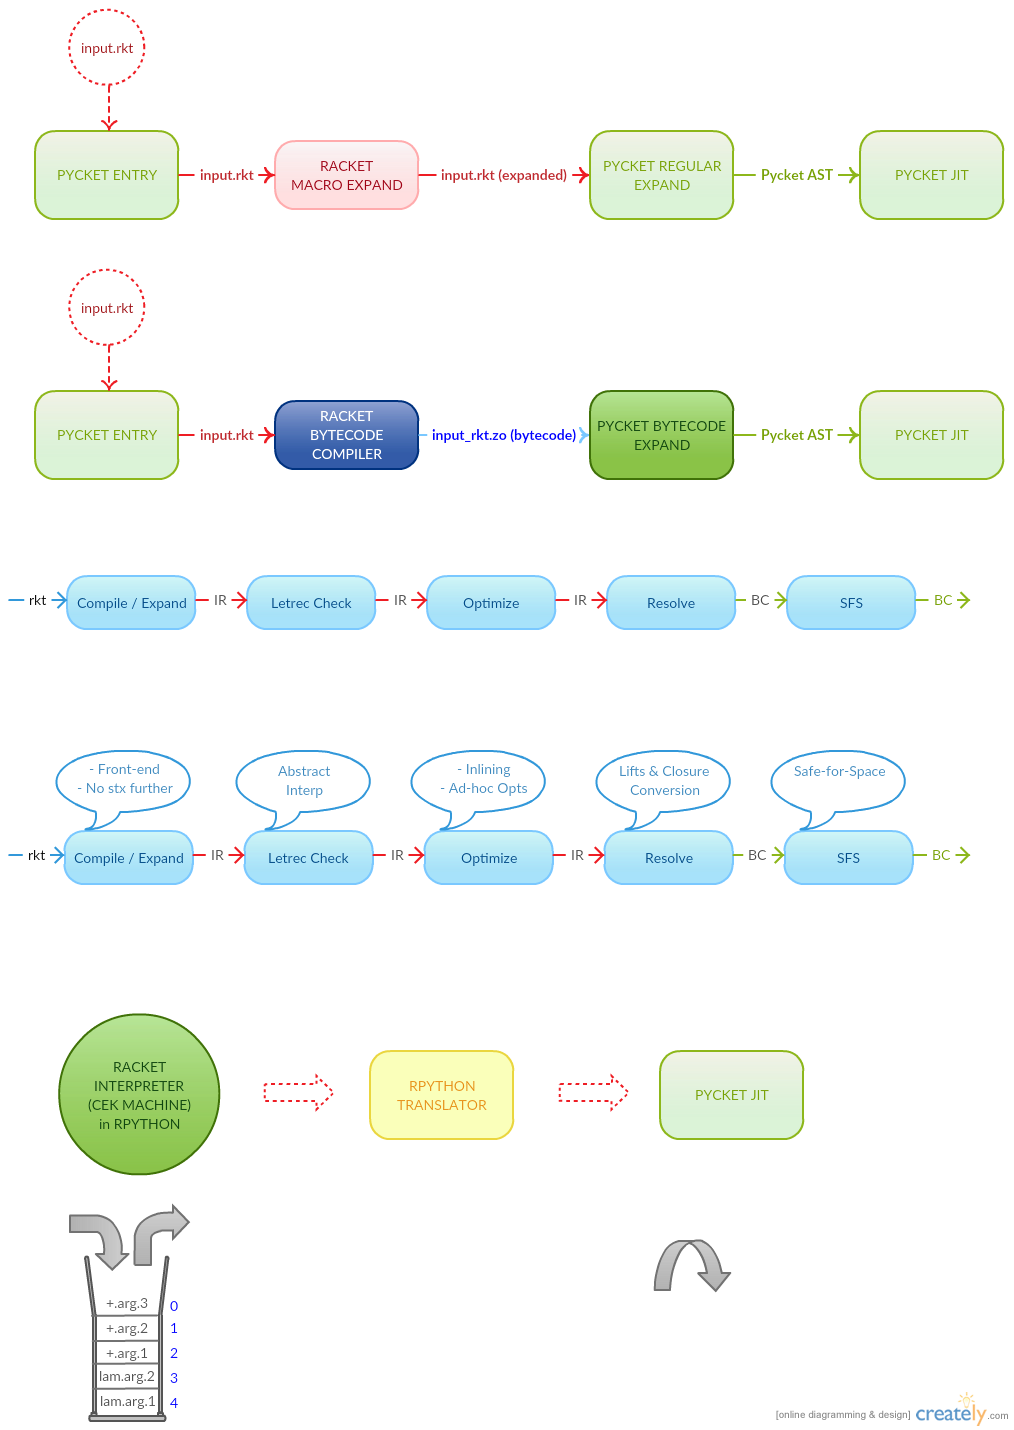 input.rkt
PYCKET ENTRY
input.rkt
RACKET
MACRO EXPAND
input.rkt (expanded)
PYCKET REGULAR
EXPAND
Pycket AST
PYCKET JIT
input.rkt
PYCKET ENTRY
input.rkt
RACKET
BYTECODE
COMPILER
input_rkt.zo (bytecode)
PYCKET BYTECODE
EXPAND
Pycket AST
PYCKET JIT
rkt
Compile / Expand
IR
Letrec Check
IR
Optimize
IR
Resolve
BC
SFS
BC
- Front-end
- No stx further
Abstract
Interp
- Inlining
- Ad-hoc Opts
Lifts & Closure
Conversion
Safe-for-Space
rkt
Compile / Expand
IR
Letrec Check
IR
Optimize
IR
Resolve
BC
SFS
BC
RACKET
INTERPRETER
(CEK MACHINE)
in RPYTHON
RPYTHON
TRANSLATOR
PYCKET JIT
+.arg.3 0
+.arg.2 1
+.arg.1 2
lam.arg.2 3
lam.arg.1 4
[online diagramming & design] creately.com